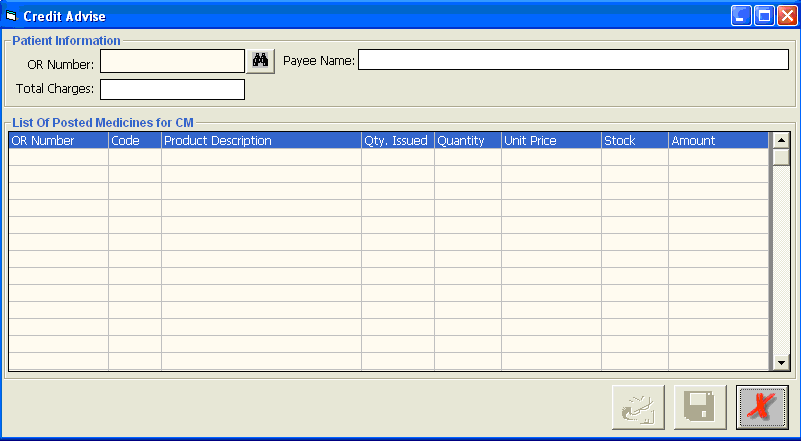 Credit Advise
Patient Information
OR Number:
Payee Name:
Total Charges:
List Of Posted Medicines for CM
OR Number Code Product Description Qty. Issued Quantity Unit Price Stock Amount